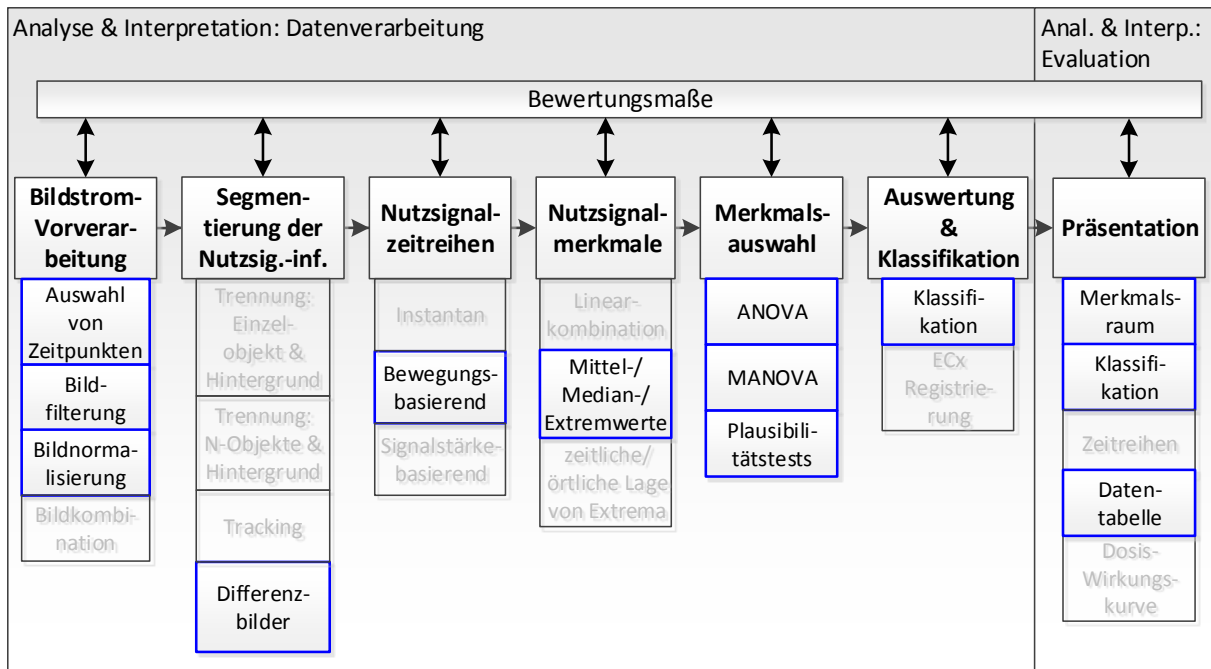 Analyse & Interpretation: Datenverarbeitung
Anal. & Interp.:
Evaluation
Bewertungsmaße
Bildstrom-
Vorverar-
beitung
Segmen-
tierung der
Nutzsig.-inf.
Nutzsignal-
zeitreihen
Nutzsignal-
merkmale
Merkmals-
auswahl
Auswertung
&
Klassifikation
Präsentation
Auswahl
von
Zeitpunkten
Bild-
filterung
Bildnorma-
lisierung
Bildkombi-
nation
Trennung:
Einzel-
objekt &
Hintergrund
Trennung:
N-Objekte &
Hintergrund
Tracking
Differenz-
bilder
Instantan
Bewegungs-
basierend
Signalstärke-
basierend
Linear-
kombination
Mittel-/
Median-/
Extremwerte
zeitliche/
örtliche Lage
von Extrema
ANOVA
MANOVA
Plausibili-
tätstests
Klassifi-
kation
ECx
Registrie-
rung
Merkmals-
raum
Klassifi-
kation
Zeitreihen
Daten-
tabelle
Dosis-
Wirkungs-
kurve